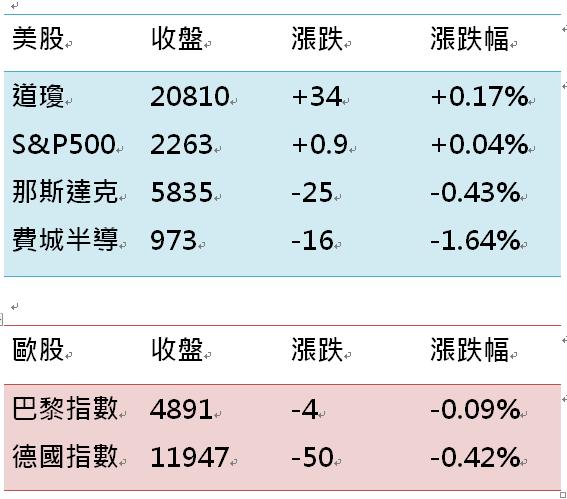 美股 收盤 漲跌 漲跌幅
道瓊 20810 +34 +0.17%
S&P500 2263 +0.9 +0.04%
那斯達克 5835 -25 -0.43%
費城半導 973 -16 -1.64%
歐股 收盤 漲跌 漲跌幅
巴黎指數 4891 -4 -0.09%
德國指數 11947 -50 -0.42%